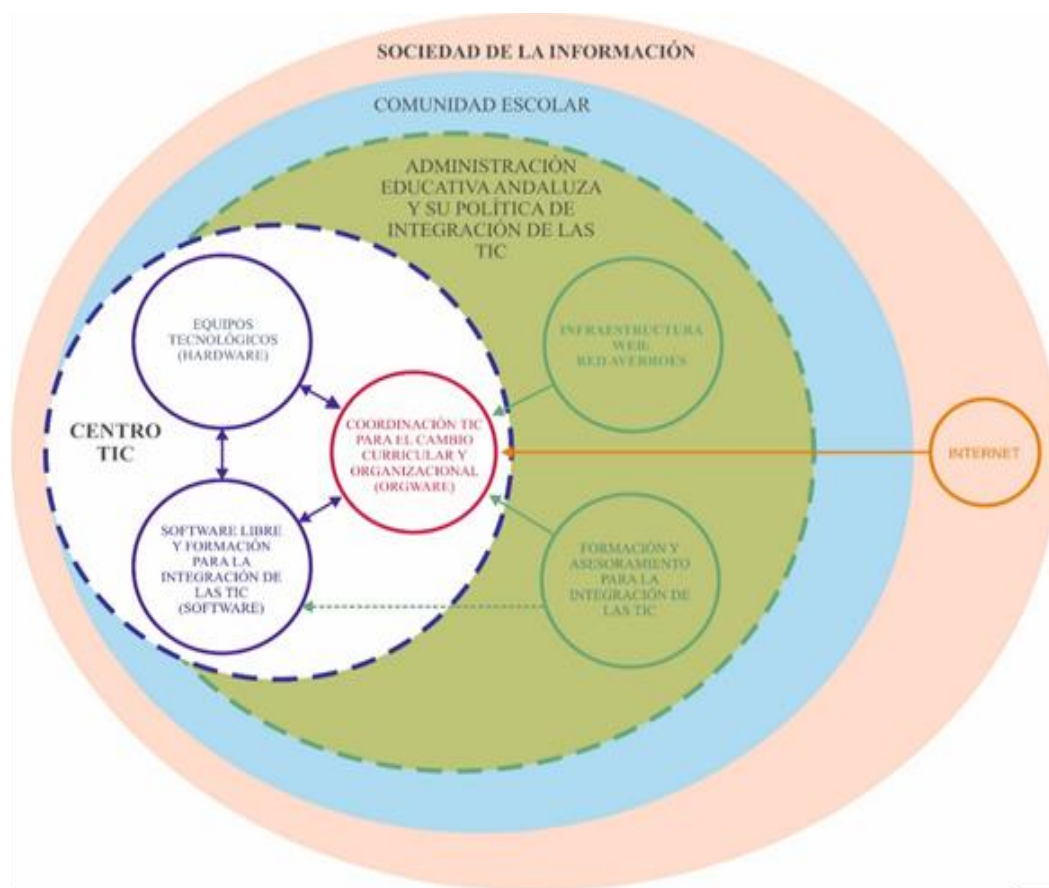 SOCIEDAD DE LA INFORMACIÓN
COMUNIDAD ESCOLAR
ADMINISTRACIÓN
EDUCATIVA ANDALUZA
Y SU POLÍTICA DE
INTEGRACIÓN DE LAS
TIC
EQUIPOS
TECNOLÓGICOS
(HARDWARE)
INFRAESTRUCTURA
WEB:
RED AVERROES
CENTRO
TIC
COORDINACIÓN TIC
PARA EL CAMBIO
CURRICULAR Y
ORGANIZACIONAL
(ORGWARE)
INTERNET
SOFTWARE LIBRE
Y FORMACIÓN
PARA LA
INTEGRACIÓN DE
LAS TIC
(SOFTWARE)
FORMACIÓN Y
ASESORAMIENTO
PARA LA
INTEGRACIÓN DE
LAS TIC